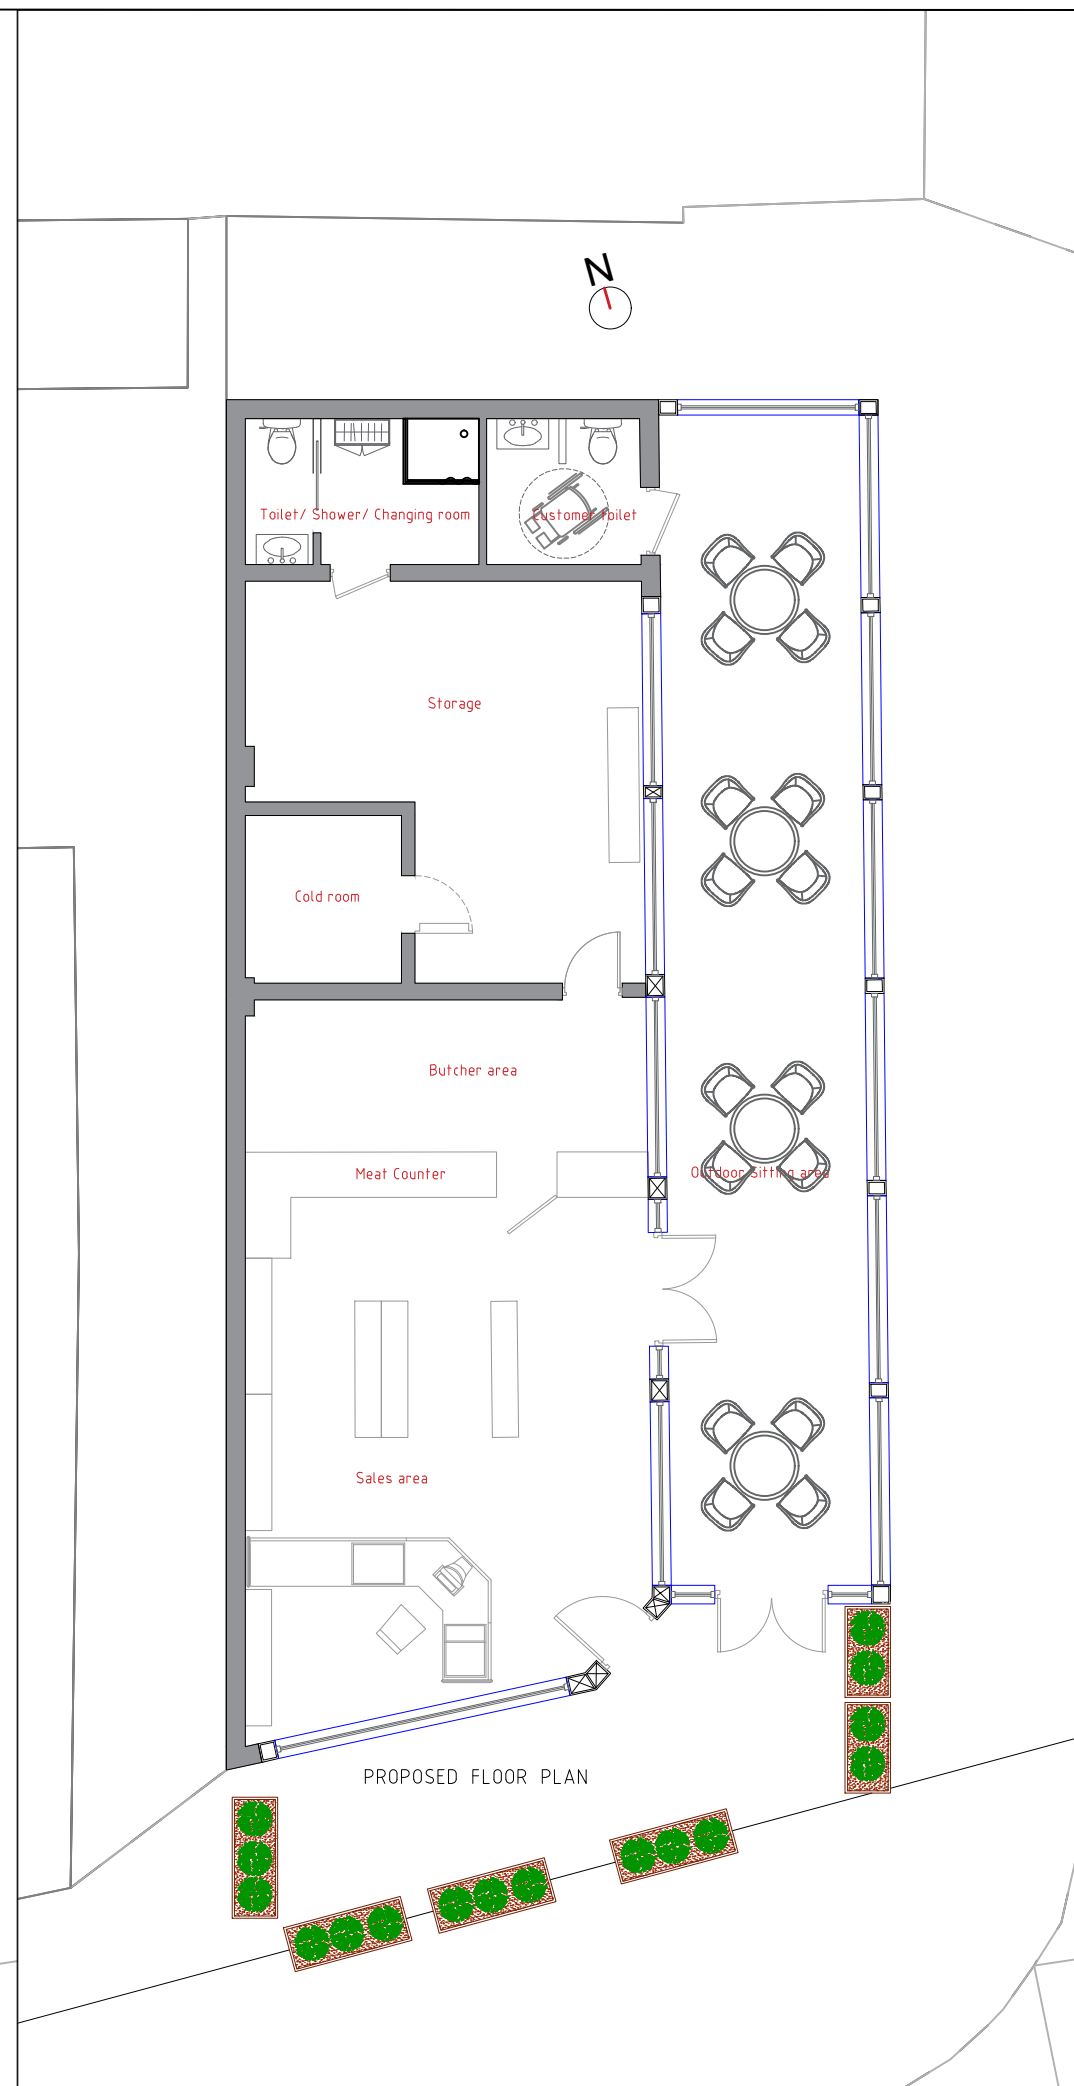 N
Toilet/ Shower/ Changing room
Customer toilet
Storage
Cold room
Butcher area
Meat Counter
Outdoor Sitting area
Sales area
PROPOSED FLOOR PLAN